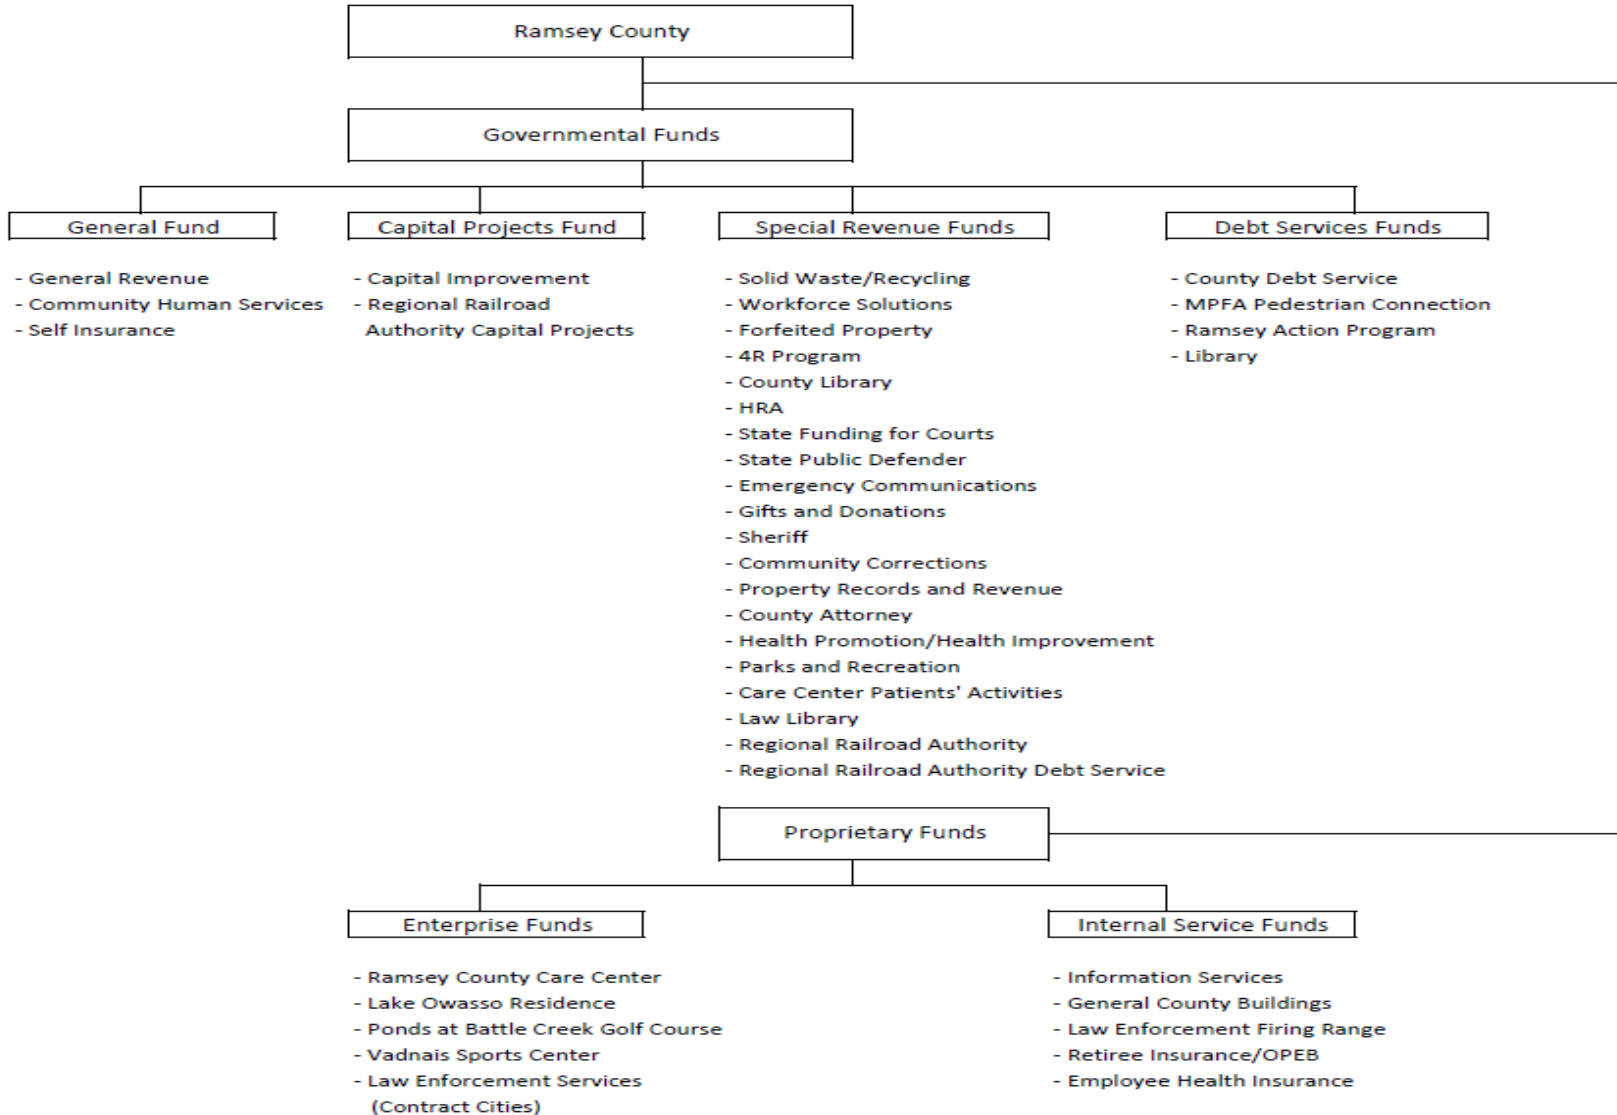 Ramsey County
Governmental Funds
General Fund
- General Revenue
- Community Human Services
- Self Insurance
Capital Projects Fund
- Capital Improvement
- Regional Railroad
Authority Capital Projects
Special Revenue Funds
- Solid Waste/Recycling
- Workforce Solutions
- Forfeited Property
- 4R Program
- County Library
- HRA
- State Funding for Courts
- State Public Defender
- Emergency Communications
- Gifts and Donations
- Sheriff
- Community Corrections
- Property Records and Revenue
- County Attorney
- Health Promotion/Health Improvement
- Parks and Recreation
- Care Center Patients' Activities
- Law Library
- Regional Railroad Authority
- Regional Railroad Authority Debt Service
Debt Services Funds
- County Debt Service
- MPFA Pedestrian Connection
- Ramsey Action Program
- Library
Proprietary Funds
Enterprise Funds
- Ramsey County Care Center
- Lake Owasso Residence
- Ponds at Battle Creek Golf Course
- Vadnais Sports Center
- Law Enforcement Services
(Contract Cities)
Internal Service Funds
- Information Services
- General County Buildings
- Law Enforcement Firing Range
- Retiree Insurance/OPEB
- Employee Health Insurance